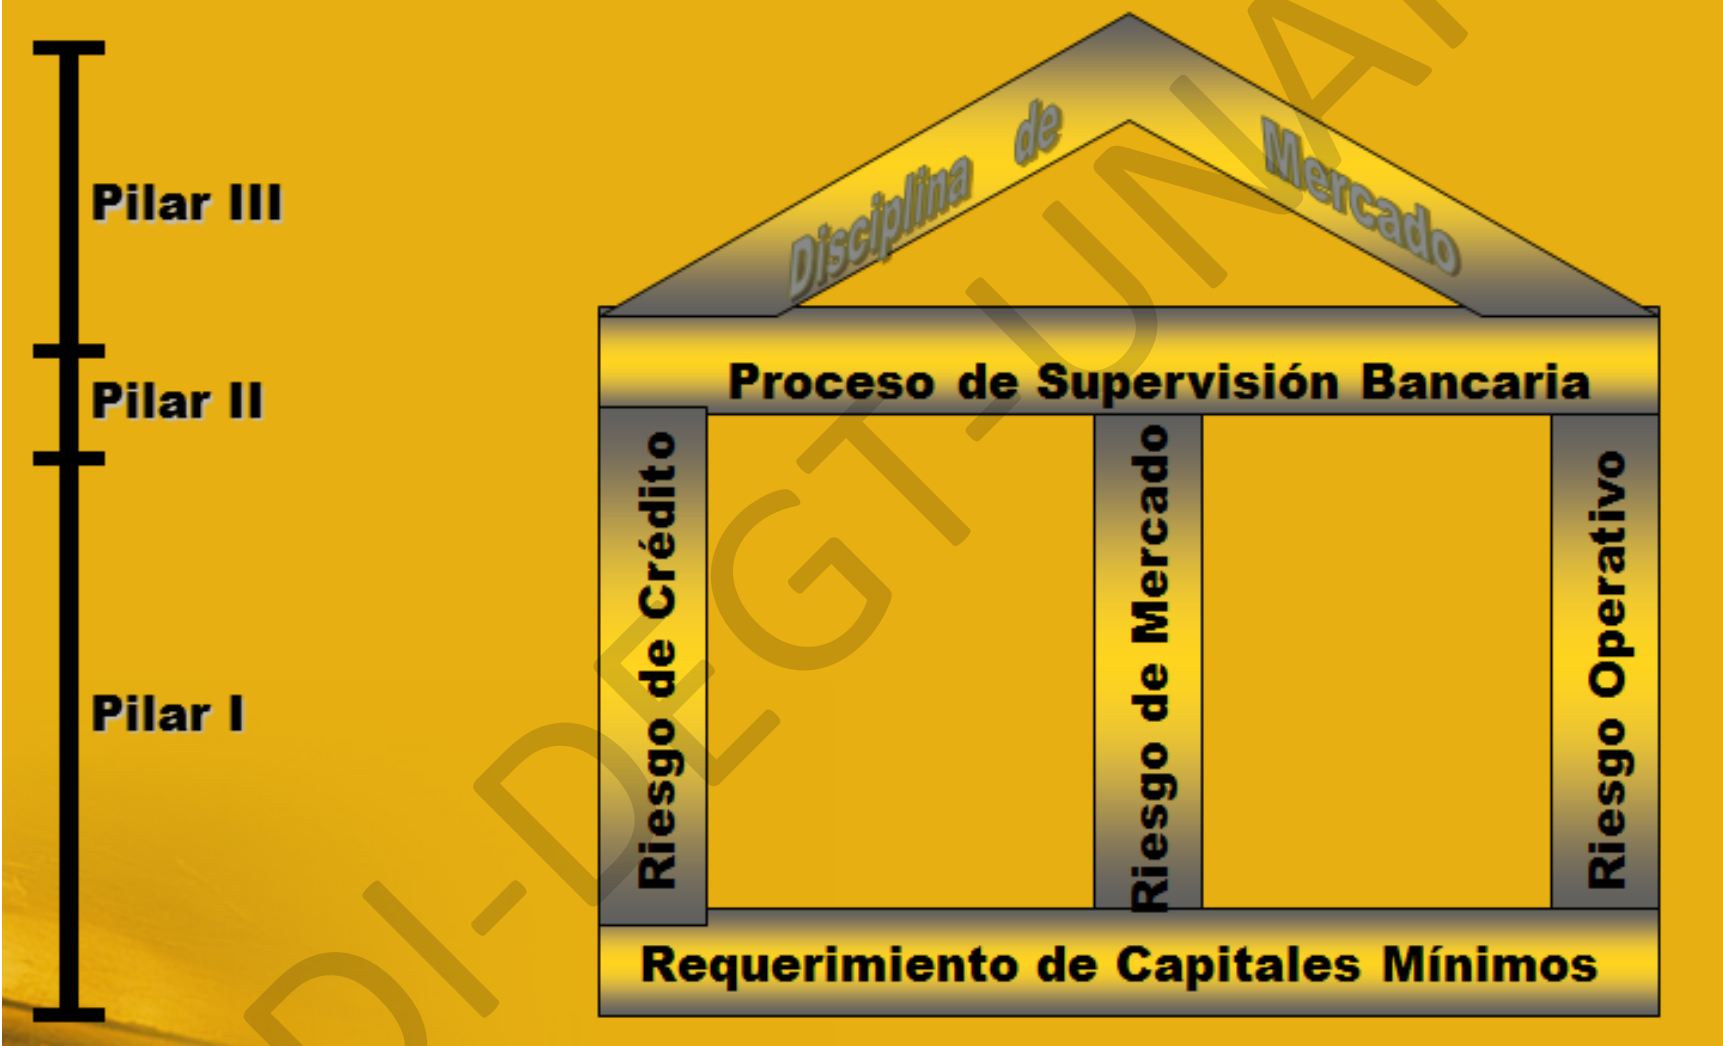 Pilar III
Pilar II
Pilar I
Disciplina de Mercado
Proceso de Supervisión Bancaria
Riesgo de Crédito
Riesgo de Mercado
Riesgo Operativo
Requerimiento de Capitales Mínimos
DI-DEGT-UNA